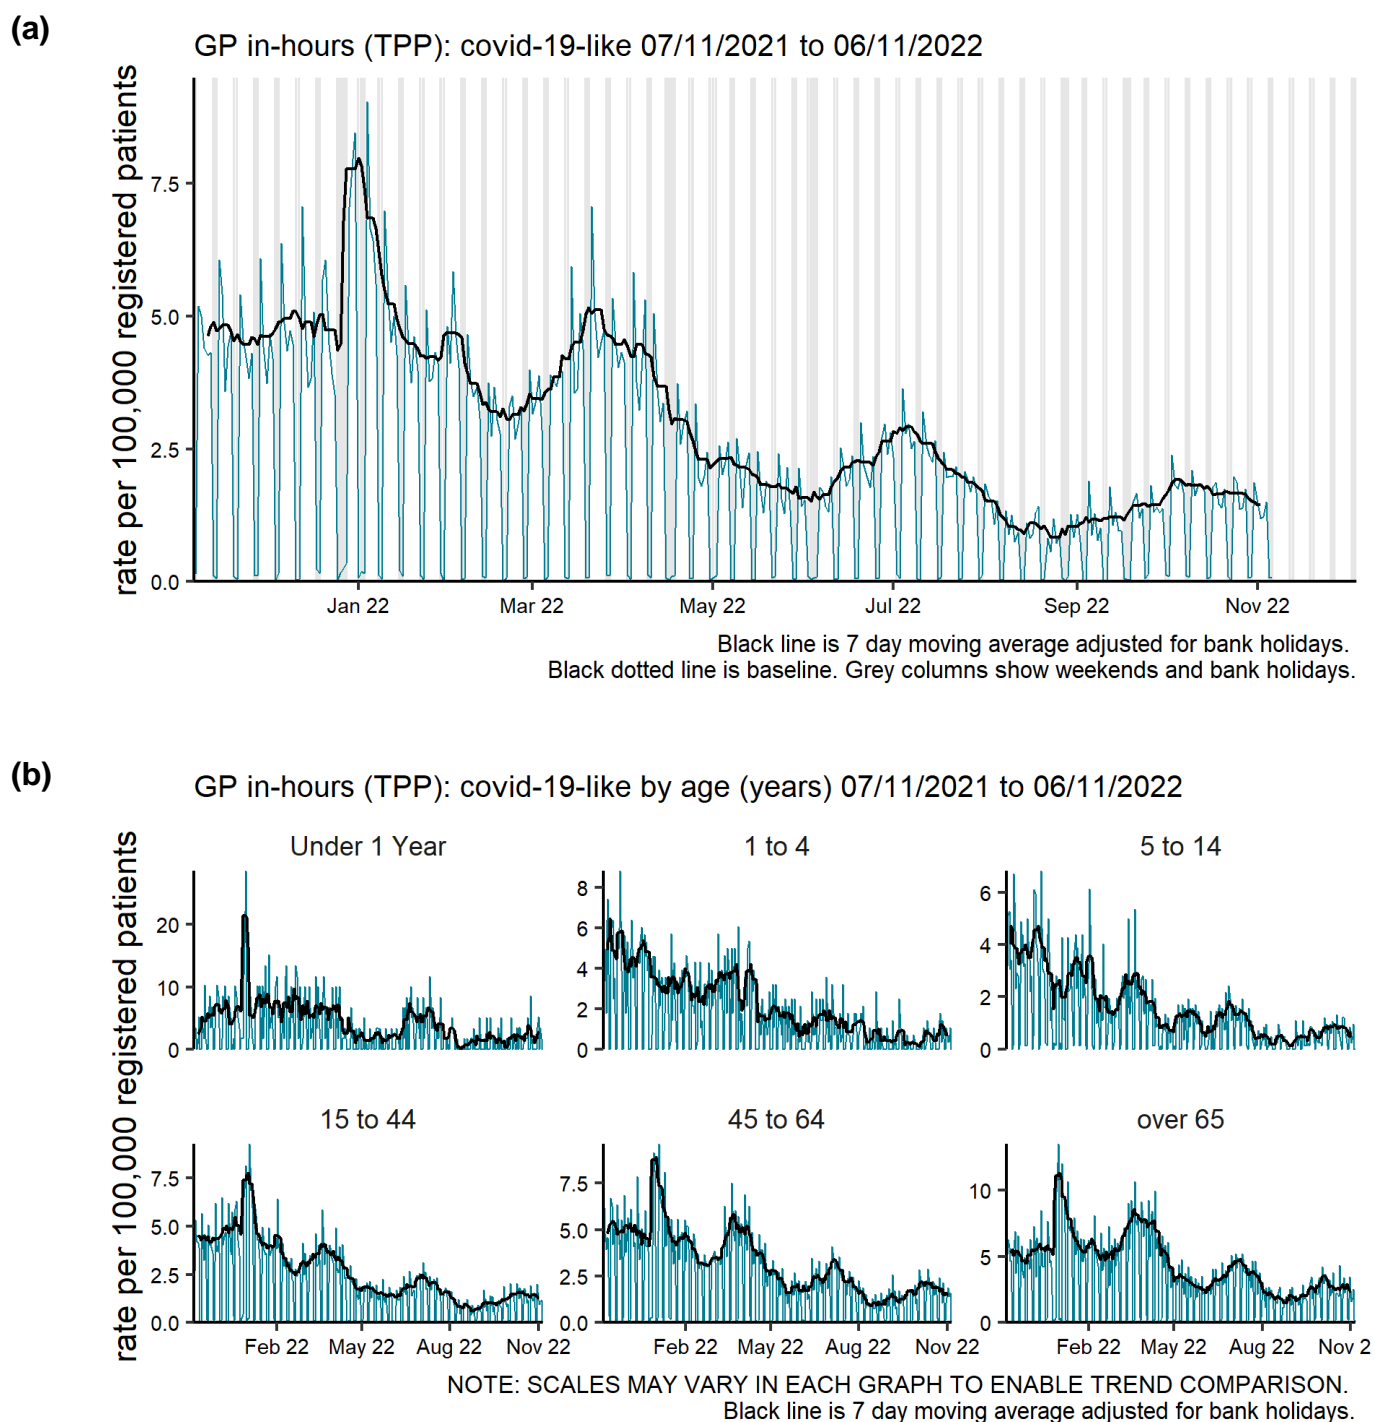 (a)
GP in-hours (TPP): covid-19-like 07/11/2021 to 06/11/2022
rate per 100,000 registered patients
7.5
5.0
2.5
0.0
Jan 22 Mar 22 May 22 Jul 22 Sep 22 Nov 22
Black line is 7 day moving average adjusted for bank holidays.
Black dotted line is baseline. Grey columns show weekends and bank holidays.
(b)
GP in-hours (TPP): covid-19-like by age (years) 07/11/2021 to 06/11/2022
rate per 100,000 registered patients
Under 1 Year
20
10
0
1 to 4
8
6
4
2
0
5 to 14
6
4
2
0
15 to 44
7.5
5.0
2.5
0.0
Feb 22 May 22 Aug 22 Nov 22
45 to 64
7.5
5.0
2.5
0.0
Feb 22 May 22 Aug 22 Nov 22
over 65
10
5
0
Feb 22 May 22 Aug 22 Nov 2
NOTE: SCALES MAY VARY IN EACH GRAPH TO ENABLE TREND COMPARISON.
Black line is 7 day moving average adjusted for bank holidays.